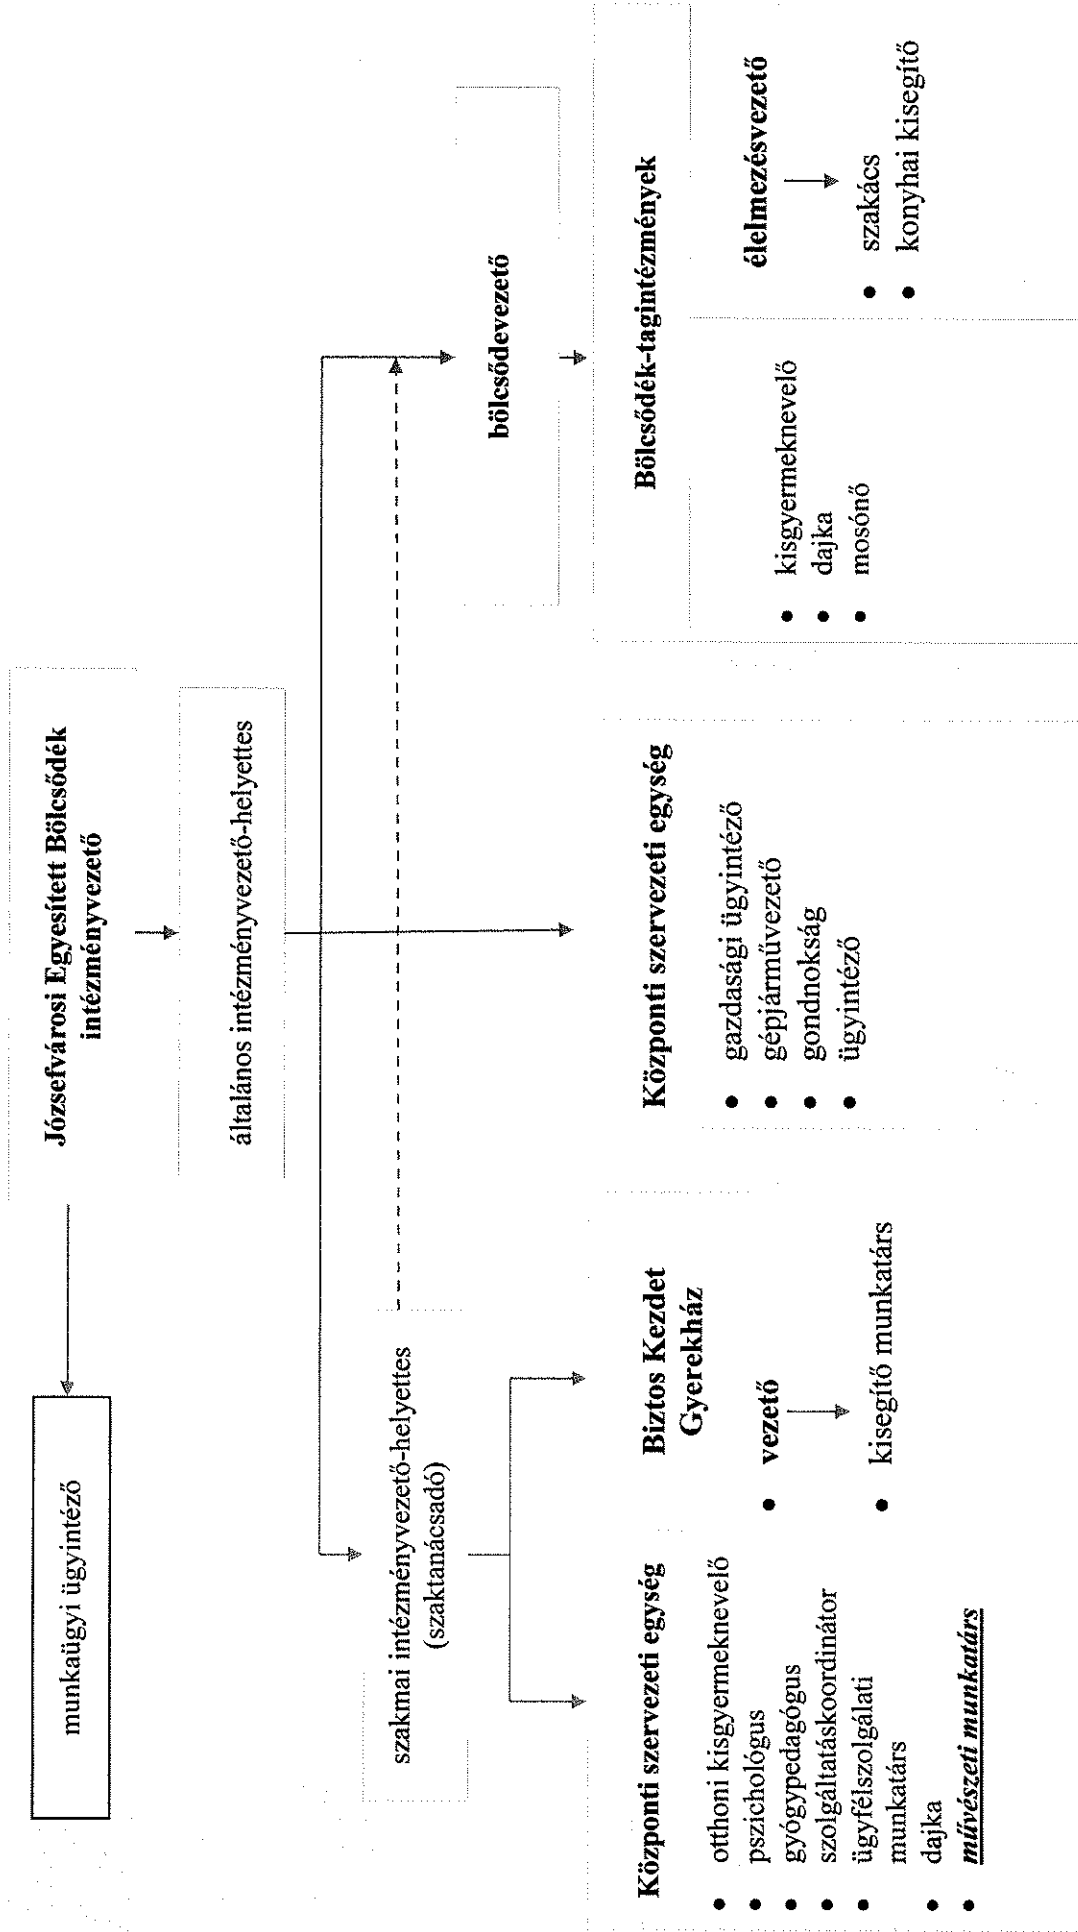 Józsefvárosi Egyesített Bölcsődék
intézményvezető
munkaügyi ügyintéző
általános intézményvezető-helyettes
szakmai intézményvezető-helyettes
(szaktanácsadó)
bölcsődevezető
Központi szervezeti egység
• otthoni kisgyermeknevelő
• pszichológus
• gyógypedagógus
• szolgáltatáskoordinátor
• ügyfélszolgálati
munkatárs
• dajka
• művészeti munkatárs
Biztos Kezdet
Gyerekház
• vezető
• kisegítő munkatárs
Központi szervezeti egység
• gazdasági ügyintéző
• gépjárművezető
• gondnokság
• ügyintéző
Bölcsődék-tagintézmények
• kisgyermeknevelő
• dajka
• mosónő
élelmezésvezető
• szakács
• konyhai kisegítő